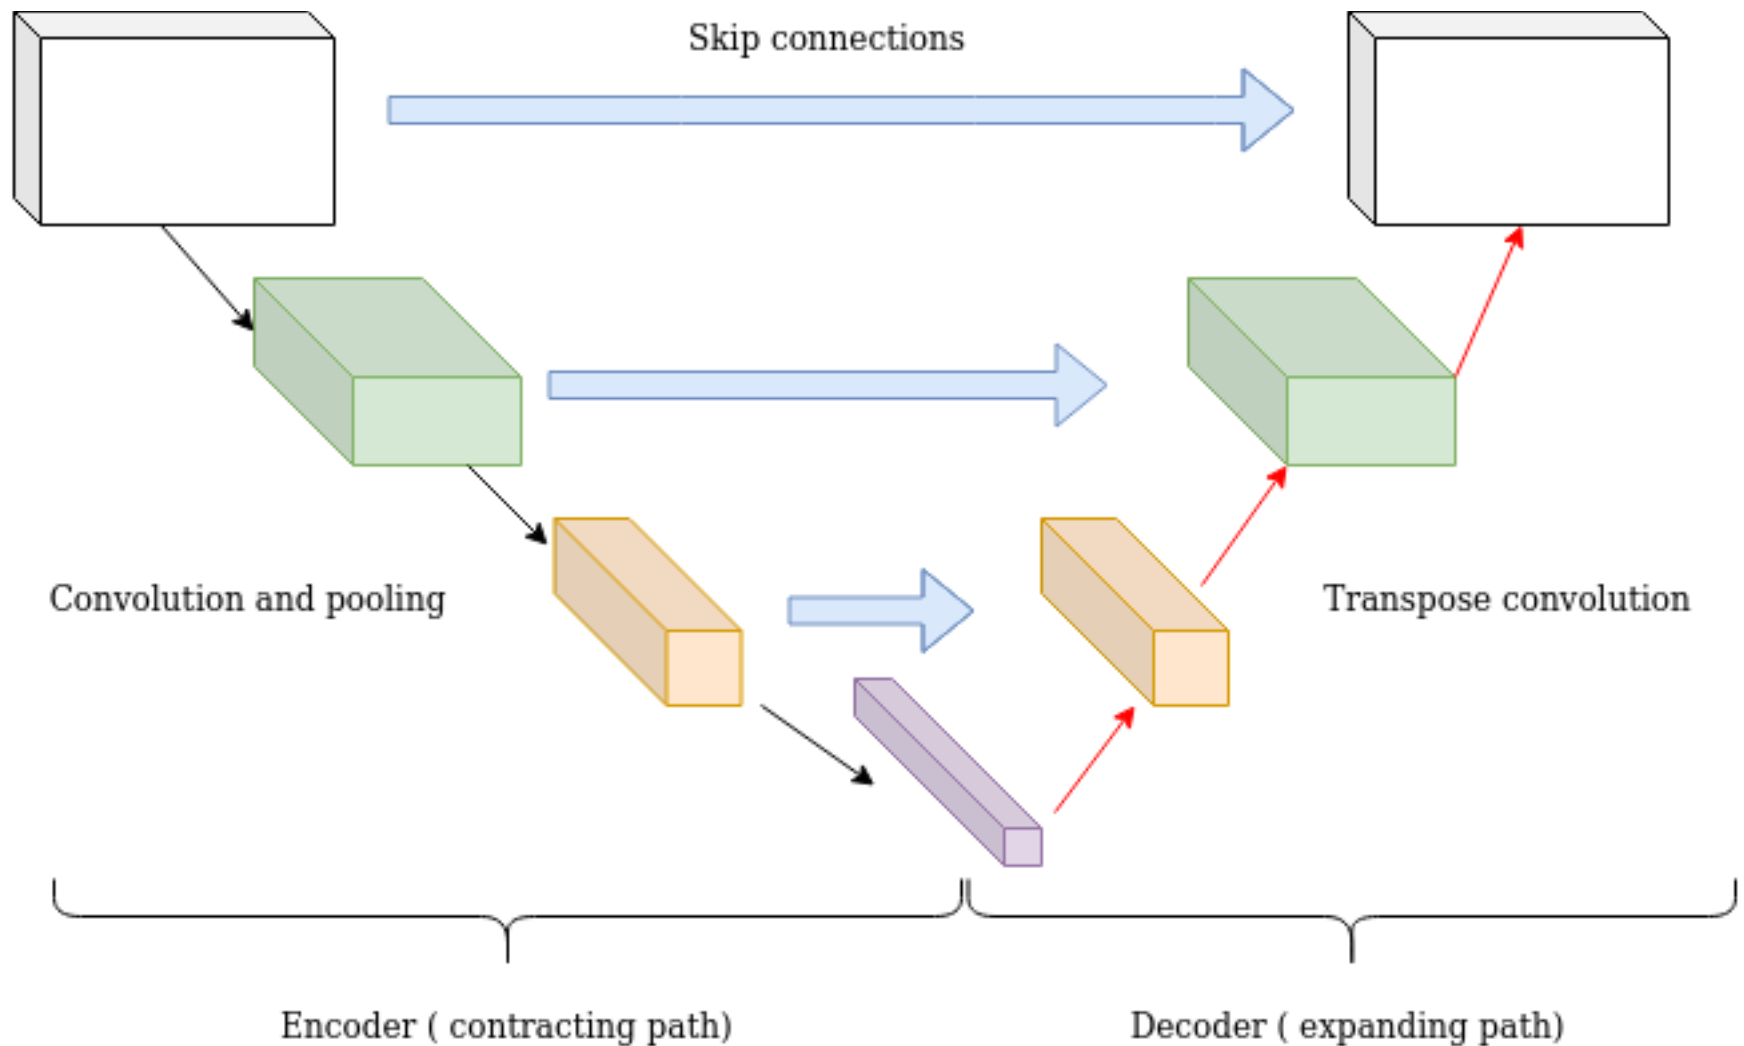 Skip connections
Convolution and pooling
Transpose convolution
Encoder ( contracting path)
Decoder ( expanding path)